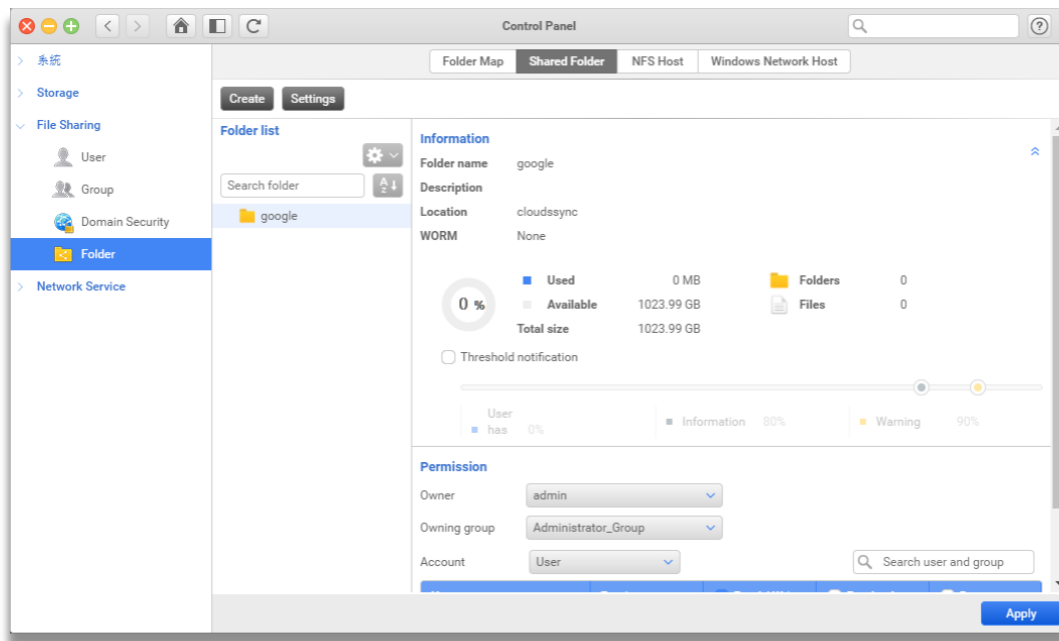 Control Panel
系統
Storage
File Sharing
User
Group
Domain Security
Folder
Network Service
Folder Map Shared Folder NFS Host Windows Network Host
Create Settings
Folder list
Search folder
google
Information
Folder name google
Description
Location cloudssync
WORM None
0 %
Used 0 MB Folders 0
Available 1023.99 GB Files 0
Total size 1023.99 GB
Threshold notification
User has 0% Information 80% Warning 90%
Permission
Owner admin
Owning group Administrator_Group
Account User Search user and group
Apply